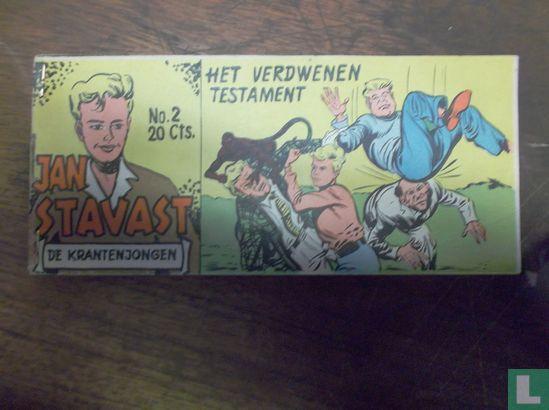 HET VERDWENEN
TESTAMENT
No.2
20 Cts.
JAN
STAVAST
DE KRANTENJONGEN
L